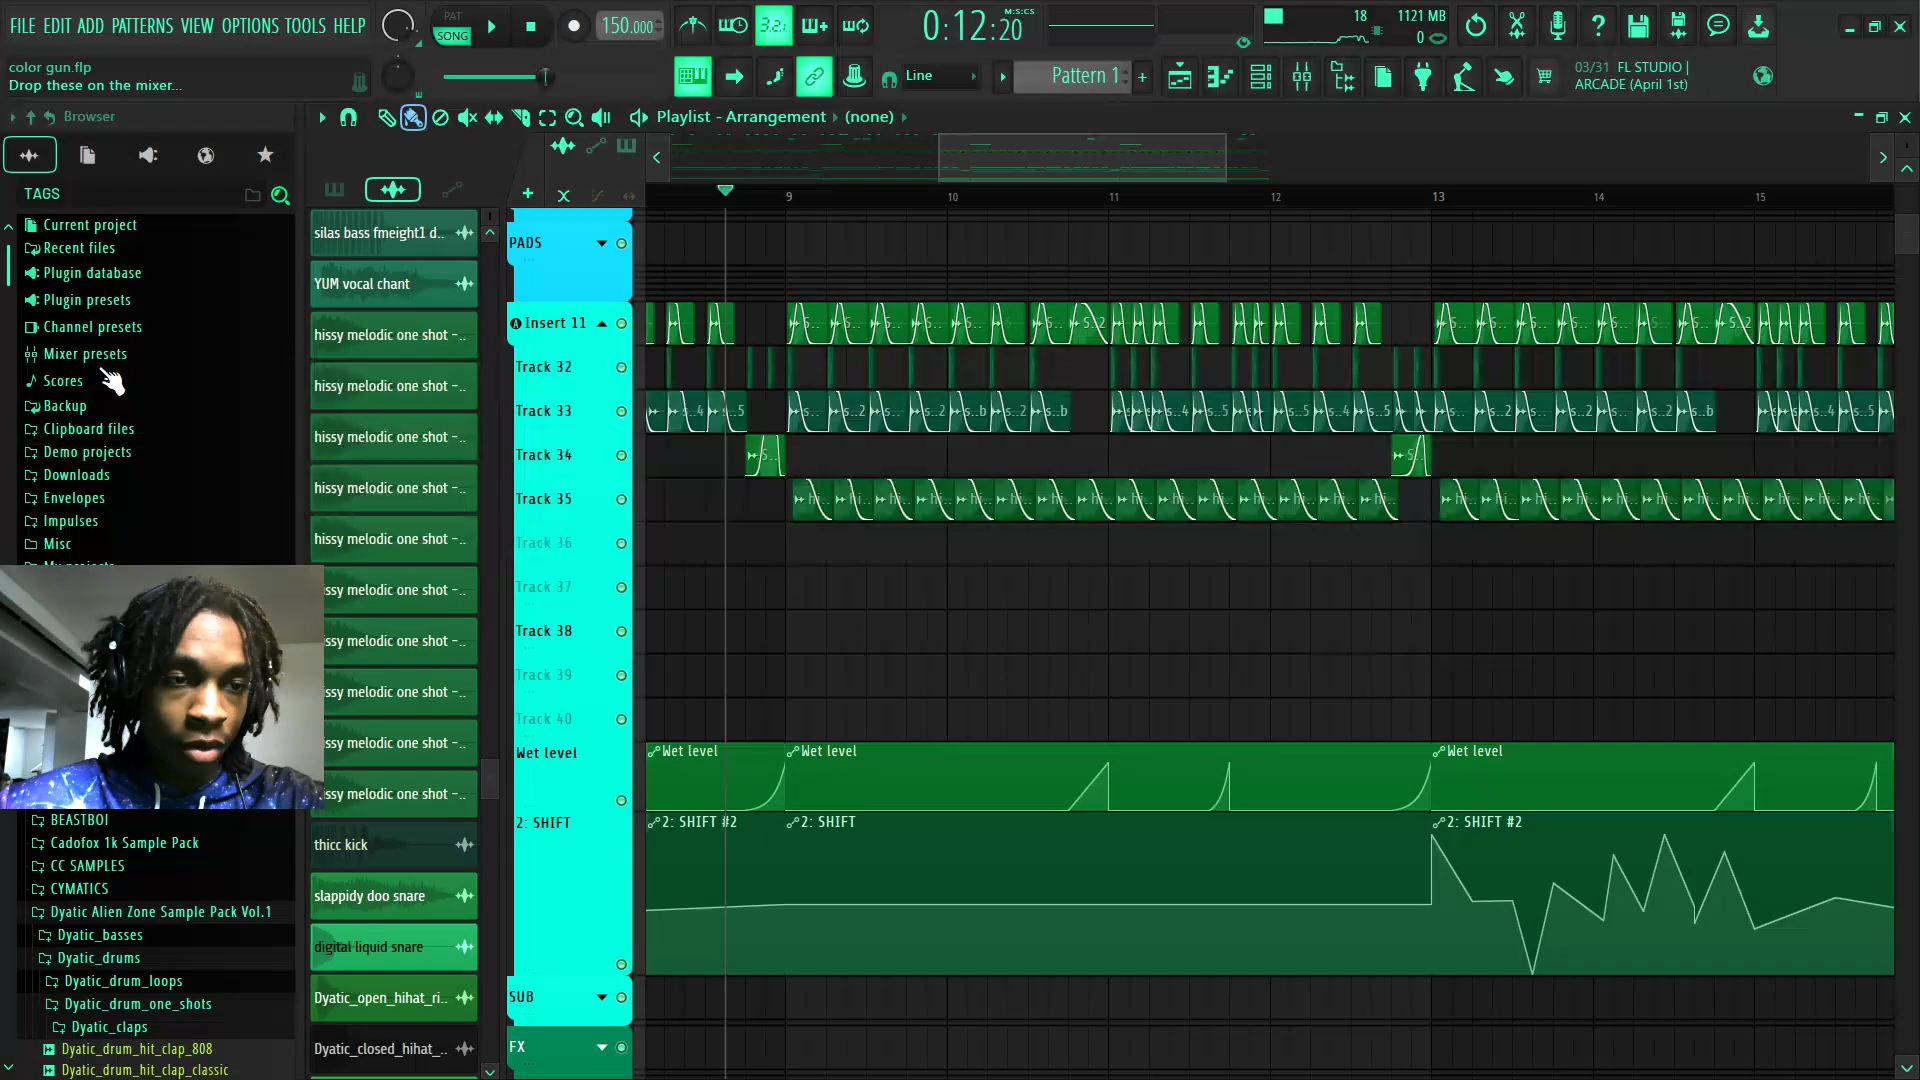 FILE EDIT ADD PATTERNS VIEW OPTIONS TOOLS HELP
PAT
SONG
150.000
3.2.
0:12:20
M:S:CS
18
1121 MB
0
color gun.flp
Drop these on the mixer...
Line
Pattern 1
03/31 FL STUDIO |
ARCADE (April 1st)
Browser
Playlist - Arrangement
(none)
TAGS
9
10
11
12
13
14
15
Current project
Recent files
Plugin database
Plugin presets
Channel presets
Mixer presets
Scores
Backup
Clipboard files
Demo projects
Downloads
Envelopes
Impulses
Misc
BEASTBOI
Cadofox 1k Sample Pack
CC SAMPLES
CYMATICS
Dyatic Alien Zone Sample Pack Vol.1
Dyatic_basses
Dyatic_drums
Dyatic_drum_loops
Dyatic_drum_one_shots
Dyatic_claps
Dyatic_drum_hit_clap_808
Dyatic_drum_hit_clap_classic
silas bass fmeight1 d..
YUM vocal chant
hissy melodic one shot -..
hissy melodic one shot -..
hissy melodic one shot -..
hissy melodic one shot -..
hissy melodic one shot -..
issy melodic one shot -..
issy melodic one shot -..
issy melodic one shot -..
issy melodic one shot -..
issy melodic one shot -..
thicc kick
slappidy doo snare
digital liquid snare
Dyatic_open_hihat_ri..
Dyatic_closed_hihat_..
PADS
Insert 11
Track 32
Track 33
Track 34
Track 35
Track 36
Track 37
Track 38
Track 39
Track 40
Wet level
2: SHIFT
SUB
FX
Wet level
Wet level
Wet level
2: SHIFT #2
2: SHIFT
2: SHIFT #2